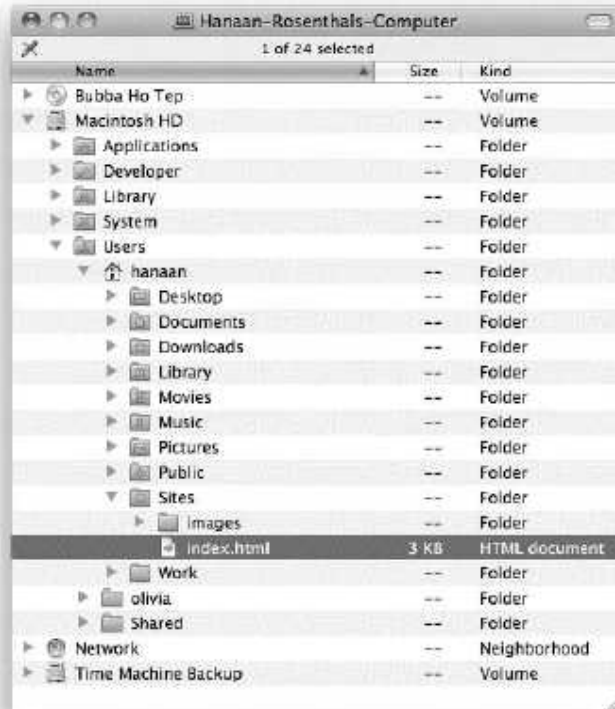 Hanaan-Rosenthals-Computer
1 of 24 selected
Name Size Kind
Bubba Ho Tep -- Volume
Macintosh HD -- Volume
Applications -- Folder
Developer -- Folder
Library -- Folder
System -- Folder
Users -- Folder
hanaan -- Folder
Desktop -- Folder
Documents -- Folder
Downloads -- Folder
Library -- Folder
Movies -- Folder
Music -- Folder
Pictures -- Folder
Public -- Folder
Sites -- Folder
images -- Folder
index.html 3 KB HTML document
Work -- Folder
olivia -- Folder
Shared -- Folder
Network -- Neighborhood
Time Machine Backup -- Volume